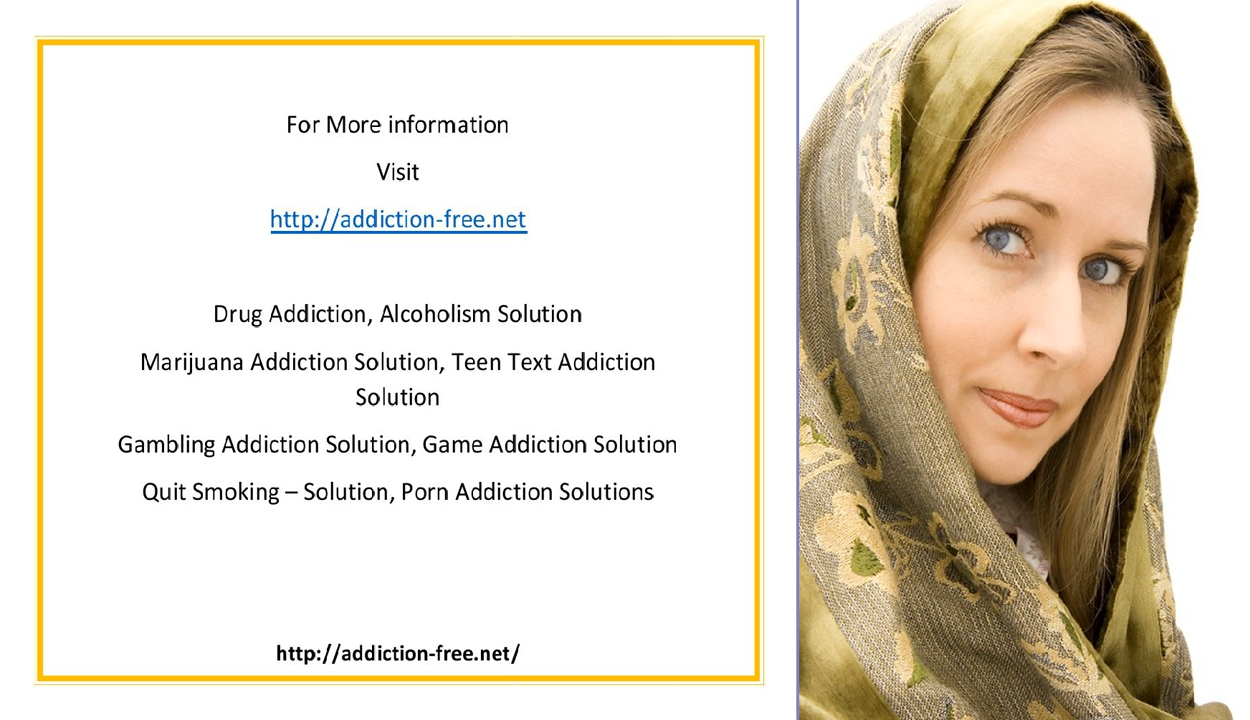 For More information
Visit
http://addiction-free.net
Drug Addiction, Alcoholism Solution
Marijuana Addiction Solution, Teen Text Addiction
Solution
Gambling Addiction Solution, Game Addiction Solution
Quit Smoking – Solution, Porn Addiction Solutions
http://addiction-free.net/